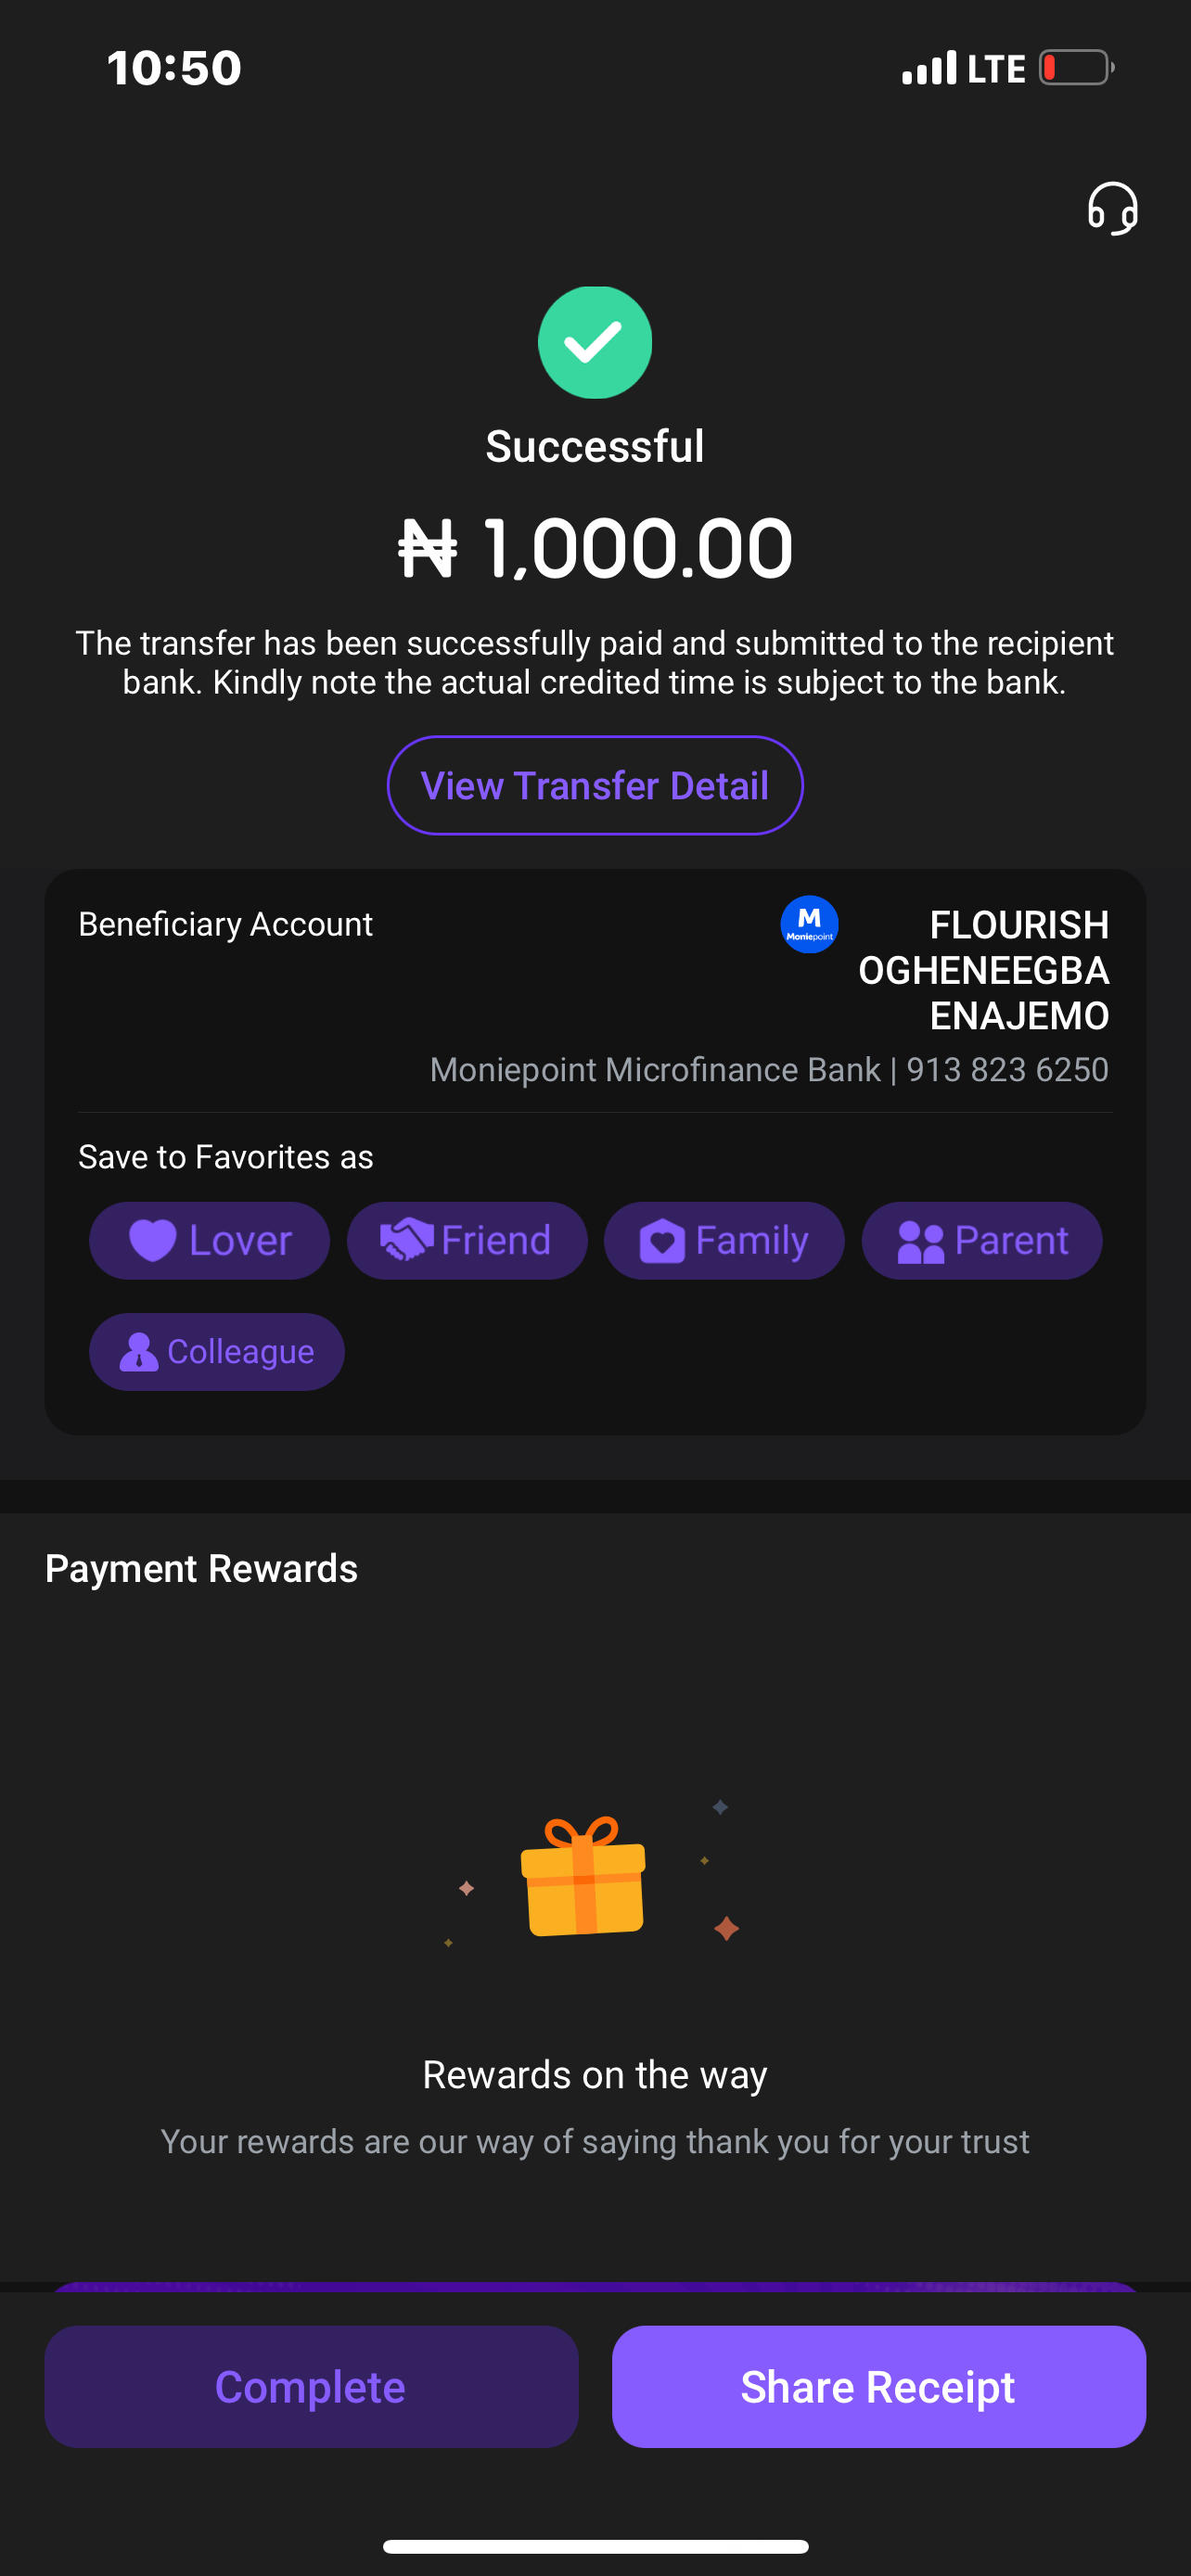 10:50
LTE
Successful
₦ 1,000.00
The transfer has been successfully paid and submitted to the recipient
bank. Kindly note the actual credited time is subject to the bank.
View Transfer Detail
Beneficiary Account
M
Moniepoint
FLOURISH
OGHENEEGBA
ENAJEMO
Moniepoint Microfinance Bank | 913 823 6250
Save to Favorites as
Lover Friend Family Parent
Colleague
Payment Rewards
Rewards on the way
Your rewards are our way of saying thank you for your trust
Complete Share Receipt